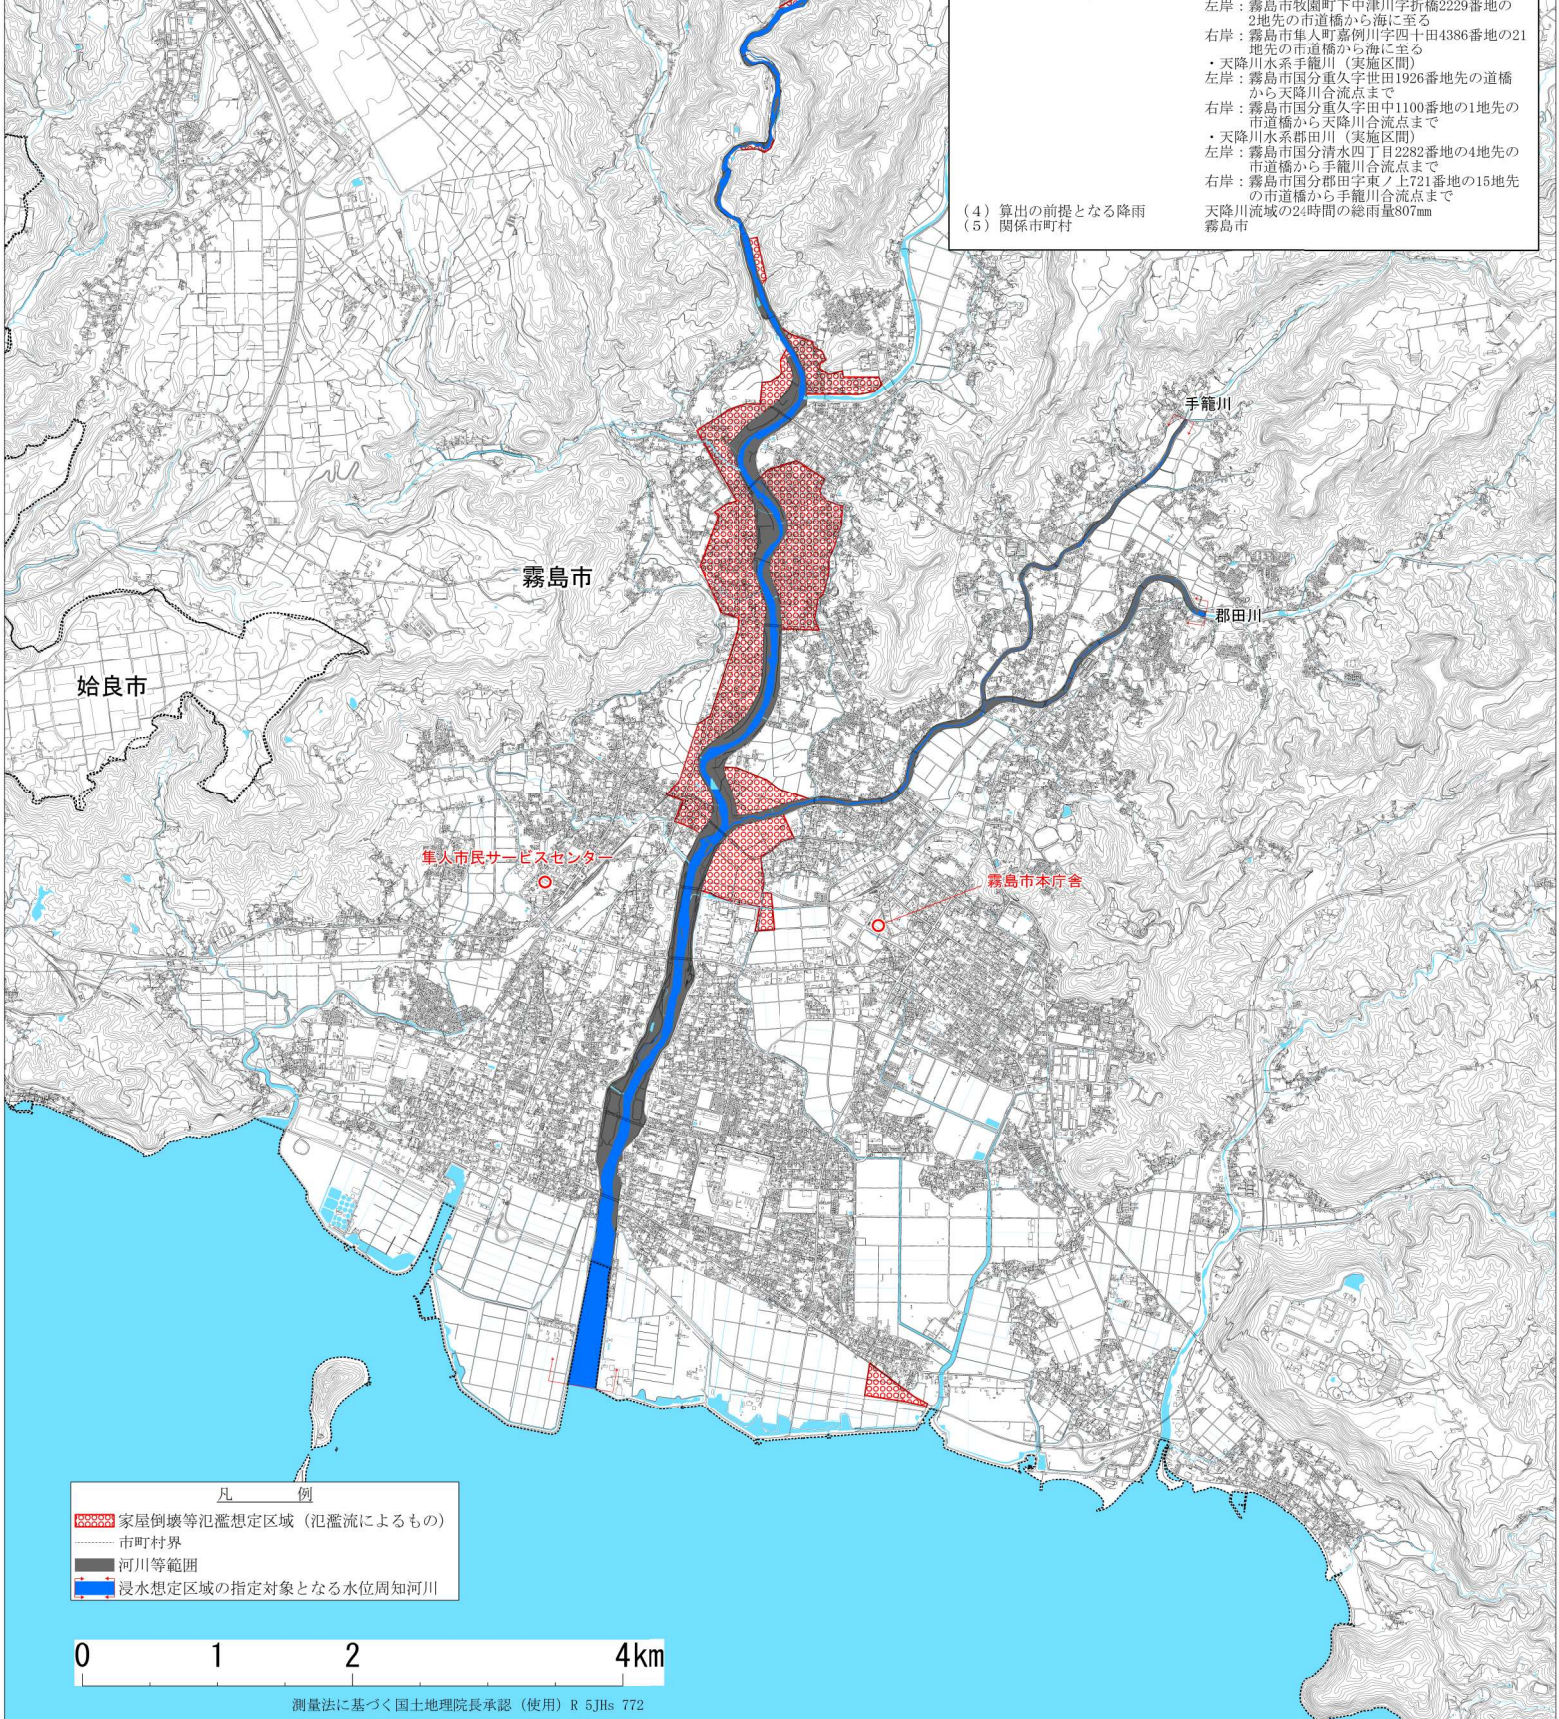 左岸：霧島市牧園町下中津川字折橋2229番地の
2地先の市道橋から海に至る
右岸：霧島市隼人町嘉例川字四十田4386番地の21
地先の市道橋から海に至る
・天降川水系手籠川（実施区間）
左岸：霧島市国分重久字世田1926番地先の道橋
から天降川合流点まで
右岸：霧島市国分重久字田中1100番地の1地先の
市道橋から天降川合流点まで
・天降川水系郡田川（実施区間）
左岸：霧島市国分清水四丁目2282番地の4地先の
市道橋から手籠川合流点まで
右岸：霧島市国分郡田字東ノ上721番地の15地先
の市道橋から手籠川合流点まで
（4）算出の前提となる降雨 天降川流域の24時間の総雨量807mm
（5）関係市町村 霧島市
手籠川
霧島市
郡田川
姶良市
隼人市民サービスセンター
霧島市本庁舎
凡 例
家屋倒壊等氾濫想定区域（氾濫流によるもの）
市町村界
河川等範囲
浸水想定区域の指定対象となる水位周知河川
0 1 2 4km
測量法に基づく国土地理院長承認（使用）R 5JHs 772